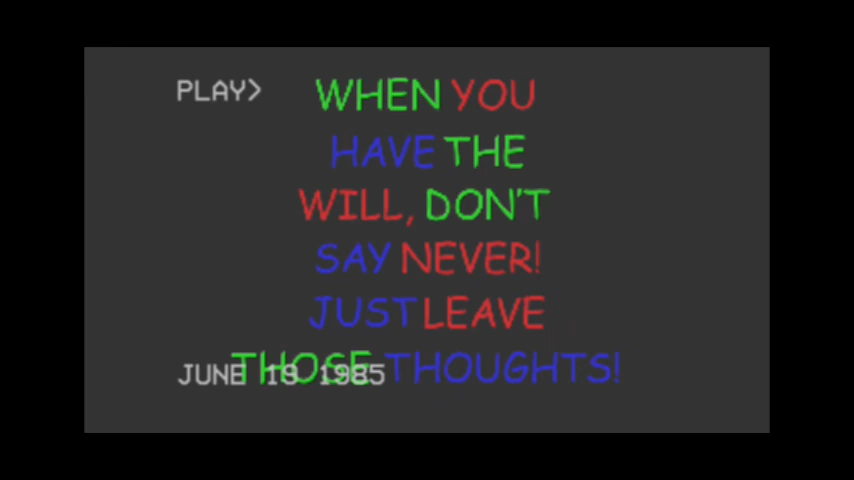 PLAY>
WHEN YOU
HAVE THE
WILL, DON'T
SAY NEVER!
JUST LEAVE
THOSE THOUGHTS!
JUNE 19 1985